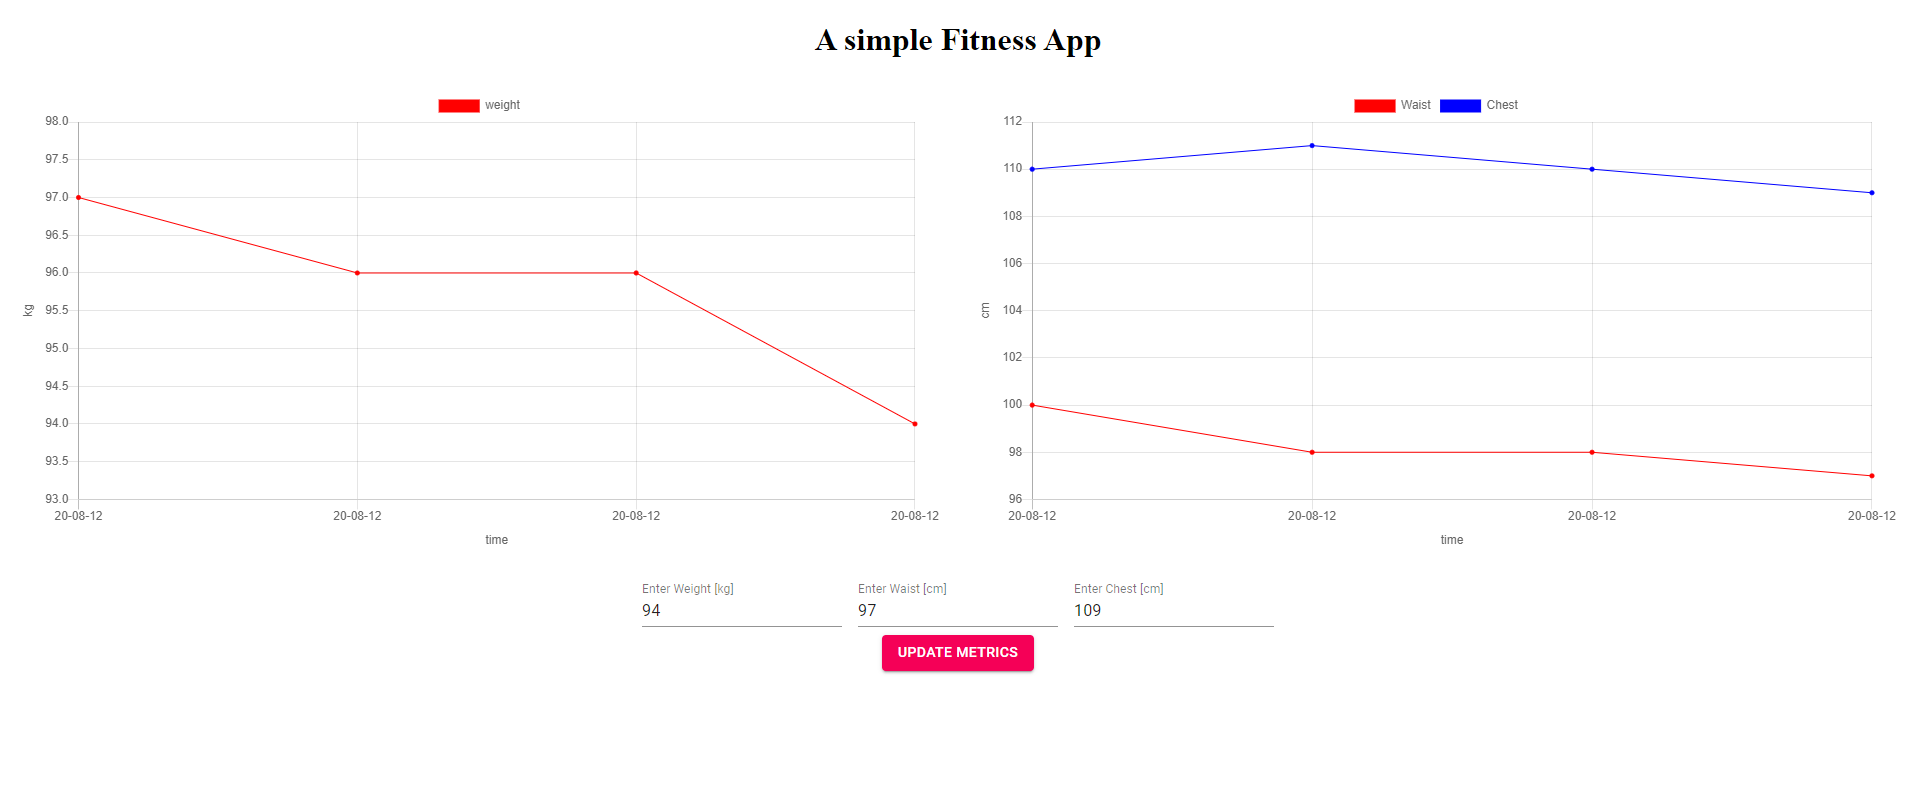 A simple Fitness App
weight
98.0
97.5
97.0
96.5
96.0
95.5
95.0
94.5
94.0
93.5
93.0
kg
20-08-12 20-08-12 20-08-12 20-08-12
time
Waist Chest
112
110
108
106
104
102
100
98
96
cm
20-08-12 20-08-12 20-08-12 20-08-12
time
Enter Weight [kg] Enter Waist [cm] Enter Chest [cm]
94 97 109
UPDATE METRICS